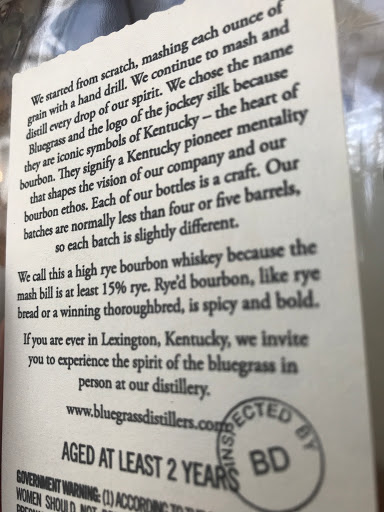 We started from scratch, mashing each ounce of
grain with a hand drill. We continue to mash and
distill every drop of our spirit. We chose the name
Bluegrass and the logo of the jockey silk because
they are iconic symbols of Kentucky – the heart of
bourbon. They signify a Kentucky pioneer mentality
that shapes the vision of our company and our
bourbon ethos. Each of our bottles is a craft. Our
batches are normally less than four or five barrels,
so each batch is slightly different.
We call this a high rye bourbon whiskey because the
mash bill is at least 15% rye. Rye'd bourbon, like rye
bread or a winning thoroughbred, is spicy and bold.
If you are ever in Lexington, Kentucky, we invite
you to experience the spirit of the bluegrass in
person at our distillery.
www.bluegrassdistillers.com
INSPECTED BY
BD
AGED AT LEAST 2 YEARS
GOVERNMENT WARNING: (1) ACCORDING TO THE
WOMEN SHOULD NOT